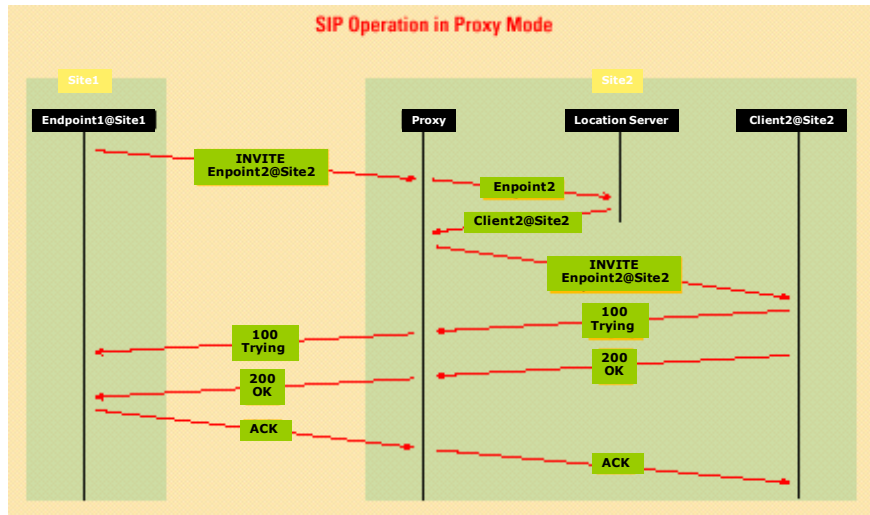 SIP Operation in Proxy Mode
Site1
Site2
Endpoint1@Site1
Proxy
Location Server
Client2@Site2
INVITE
Enpoint2@Site2
Enpoint2
Client2@Site2
INVITE
Enpoint2@Site2
100
Trying
100
Trying
200
OK
200
OK
ACK
ACK